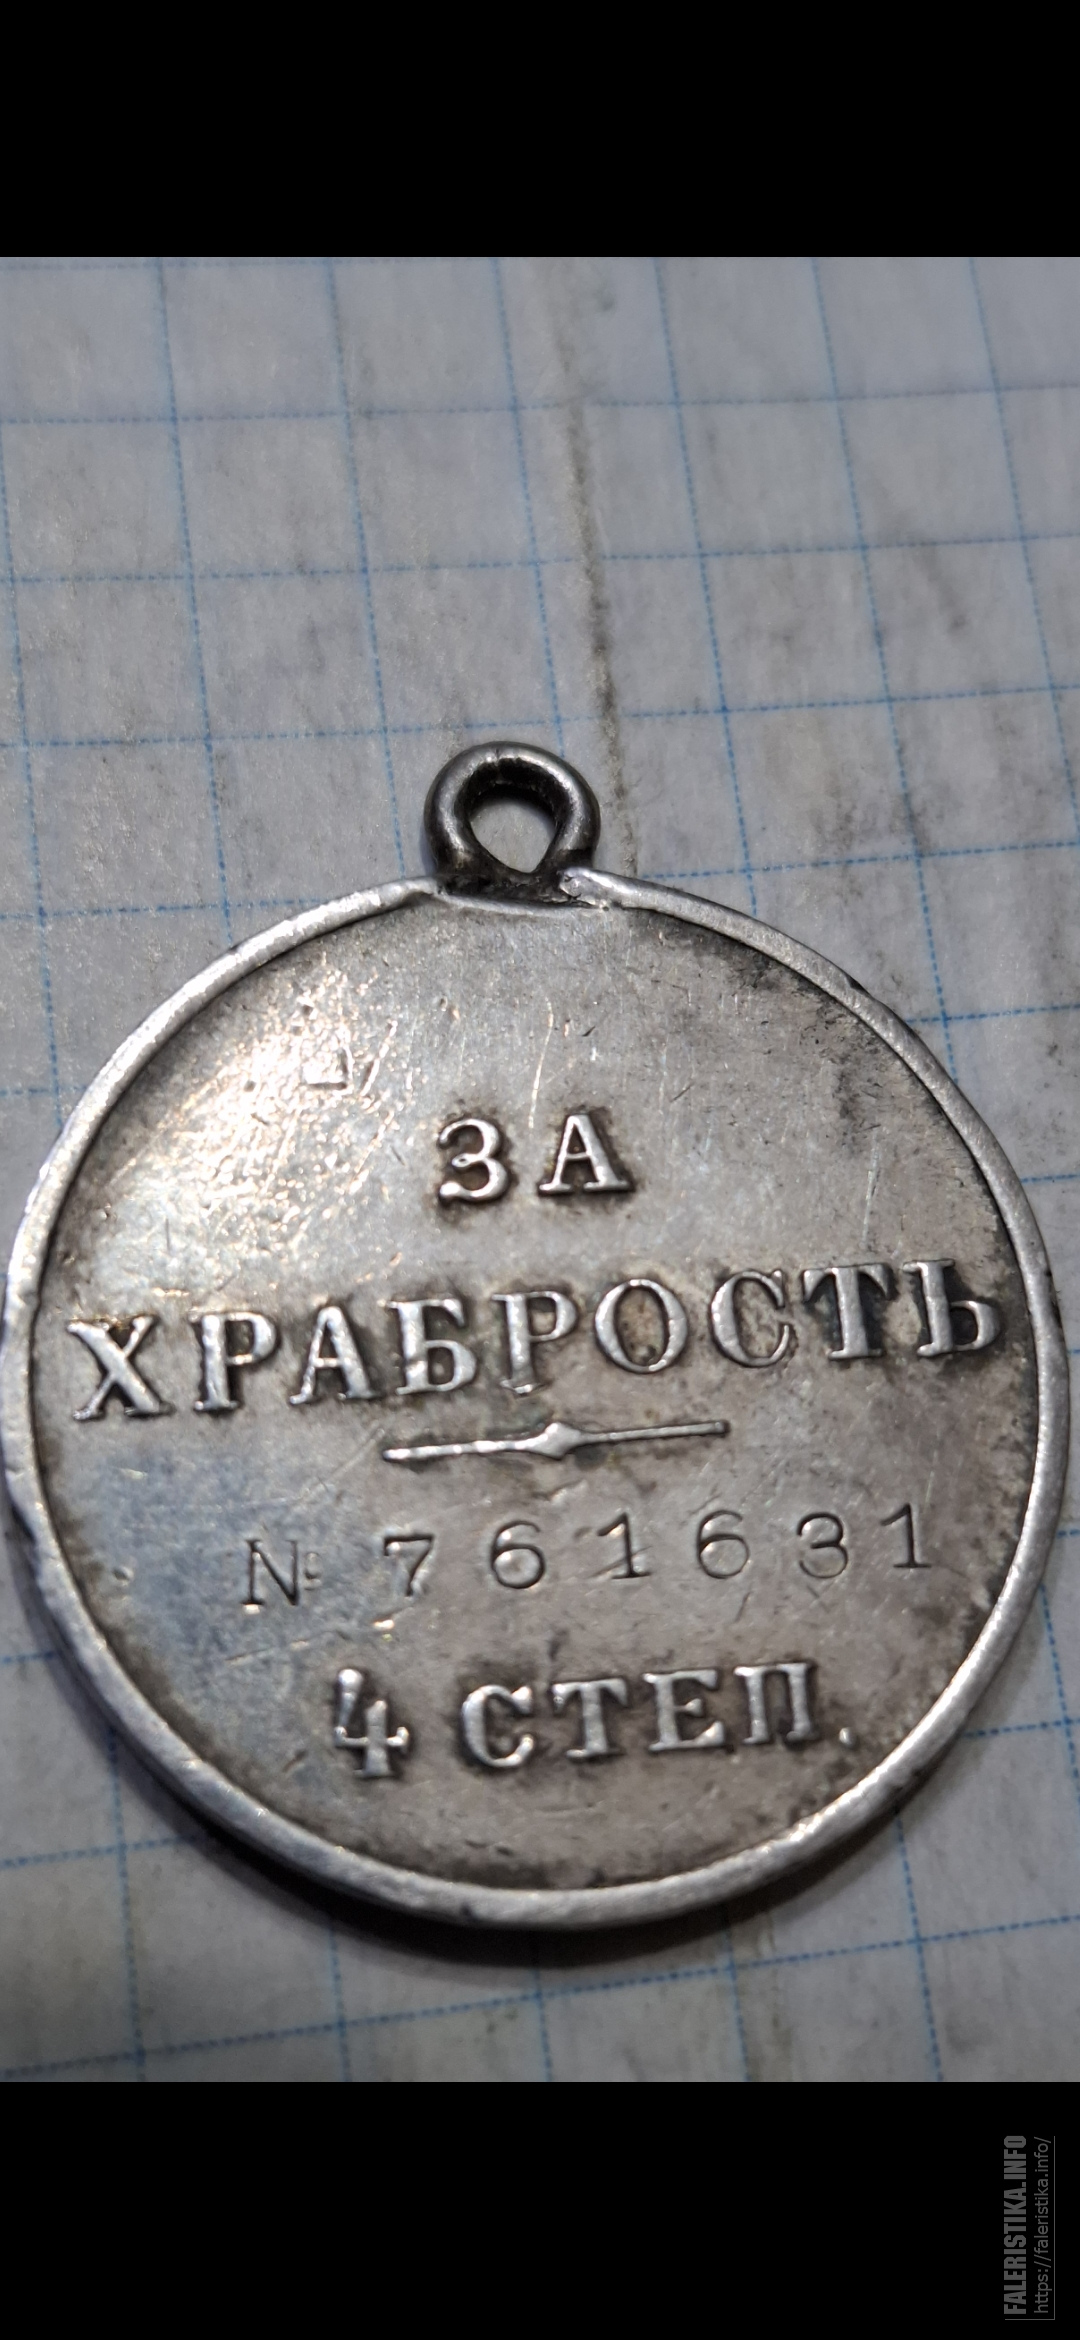 ЗА
ХРАБРОСТЬ
№ 761631
4 СТЕП.
FALERISTIKA.INFO
https://faleristika.info/